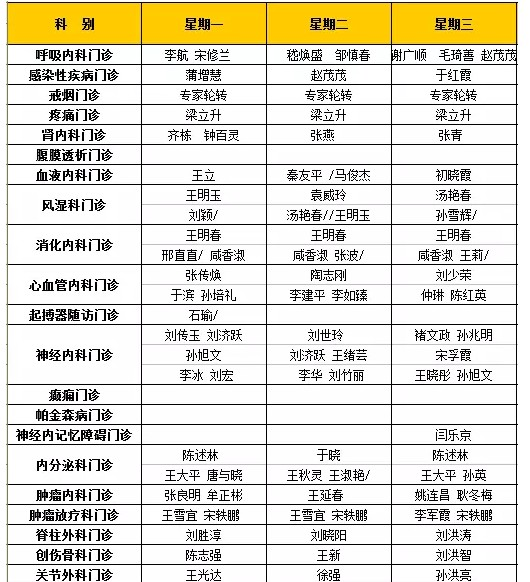 科 别 星期一 星期二 星期三
呼吸内科门诊 李航 宋修兰 嵇焕盛 邹慎春 谢广顺 毛琦善 赵茂茂
感染性疾病门诊 蒲增慧 赵茂茂 于红霞
戒烟门诊 专家轮转 专家轮转 专家轮转
疼痛门诊 梁立升 梁立升 梁立升
肾内科门诊 齐栋 钟百灵 张燕 张青
腹膜透析门诊
血液内科门诊 王立 秦友平 /马俊杰 初晓霞
风湿科门诊 王明玉 袁威玲 汤艳春
刘颖/ 汤艳春//王明玉 孙雪辉/
消化内科门诊 王明春 王明春 王明春
邢直直/ 咸香淑 咸香淑 张波/ 咸香淑 王莉/
心血管内科门诊 张传焕 陶志刚 刘少荣
于滨 孙培礼 李建平 李如臻 仲琳 陈红英
起搏器随访门诊 石瑜/
神经内科门诊 刘传玉 刘济跃 刘世玲 褚文政 孙兆明
孙旭文 刘济跃 王绪芸 宋孚霞
李冰 刘宏 李华 刘竹丽 王晓彤 孙旭文
癫痫门诊
帕金森病门诊
神经内记忆障碍门诊 闫乐京
内分泌科门诊 陈述林 于晓 陈述林
王大平 唐与晓 王秋灵 王淑艳/ 王大平 孙英
肿瘤内科门诊 张良明 牟正彬 王延春 姚连昌 耿冬梅
肿瘤放疗科门诊 王雪宜 宋轶鹏 王雪宜 宋轶鹏 李军霞 宋轶鹏
脊柱外科门诊 刘胜淳 刘晓阳 刘洪涛
创伤骨科门诊 陈志强 王新 刘洪智
关节外科门诊 王光达 徐强 孙洪亮